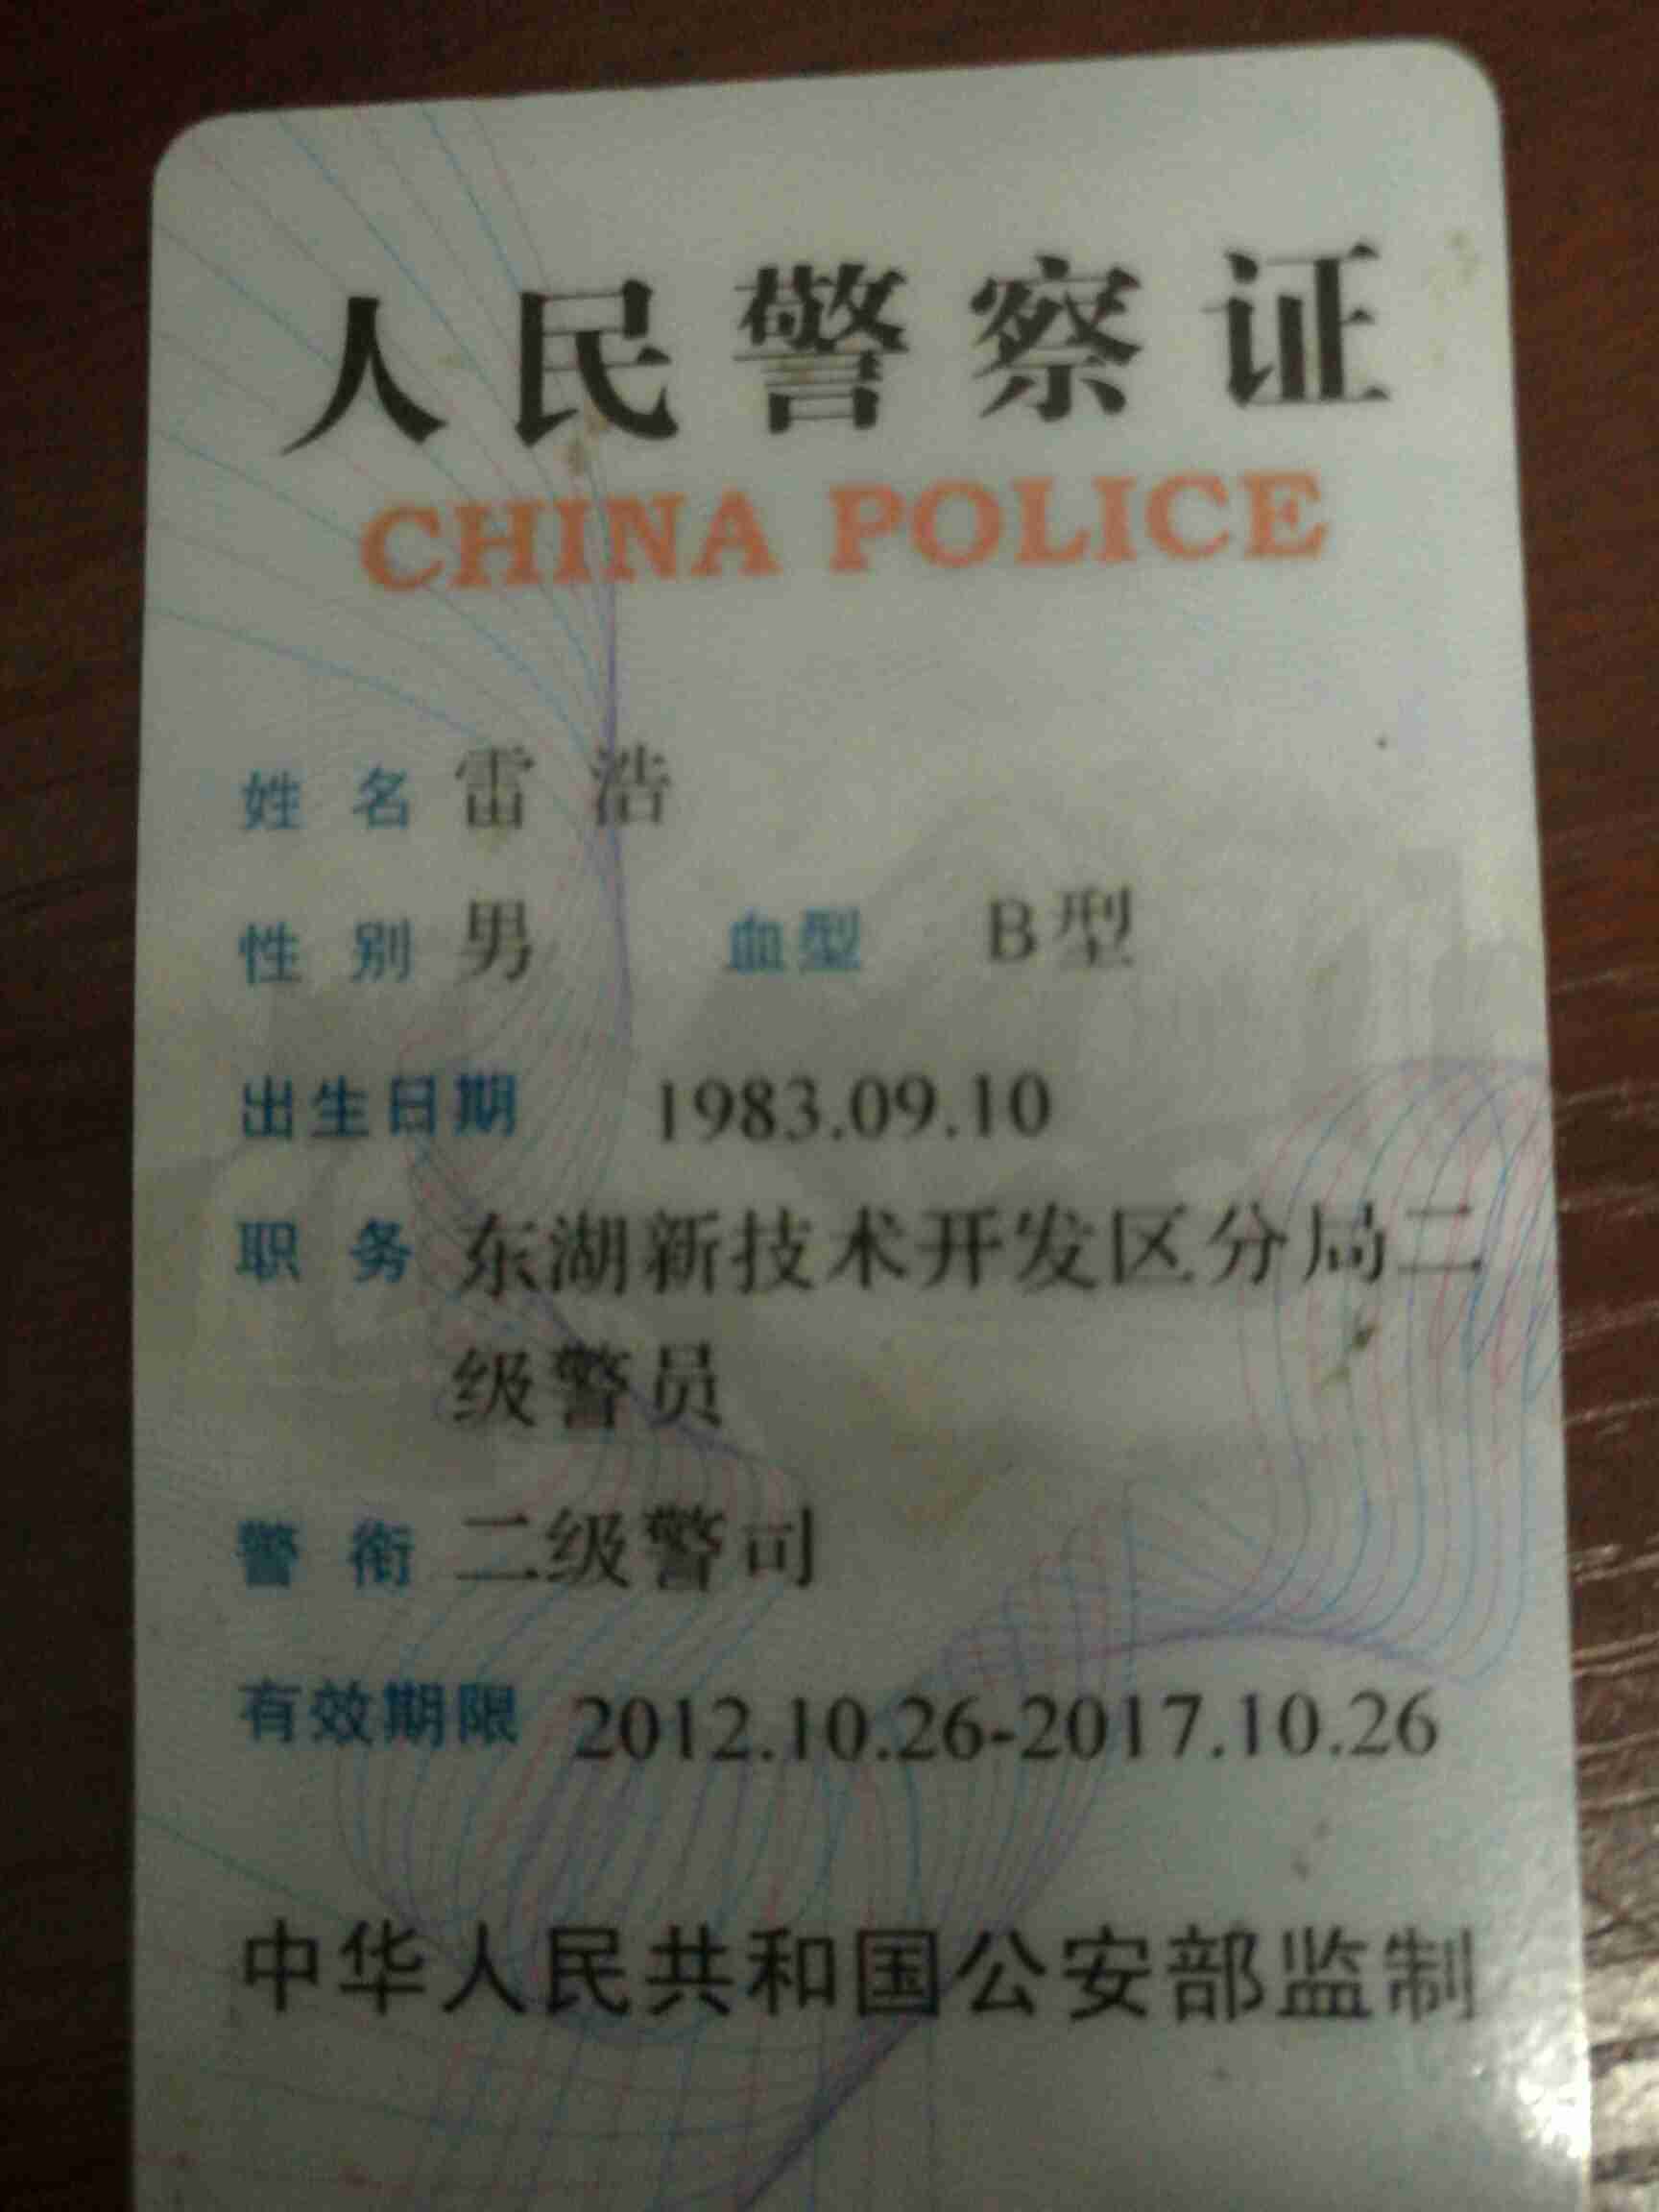 人民警察证
CHINA POLICE
姓名 雷浩
性别 男 血型 B型
出生日期 1983.09.10
职务 东湖新技术开发区分局二
级警员
警衔 二级警司
有效期限 2012.10.26-2017.10.26
中华人民共和国公安部监制